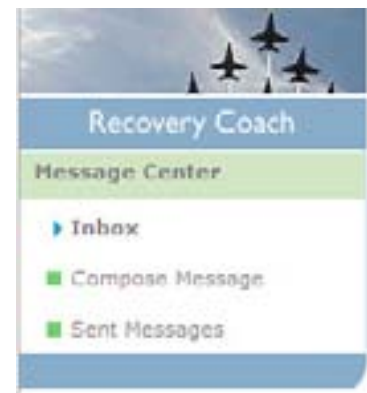 Recovery Coach
Message Center
Inbox
Compose Message
Sent Messages